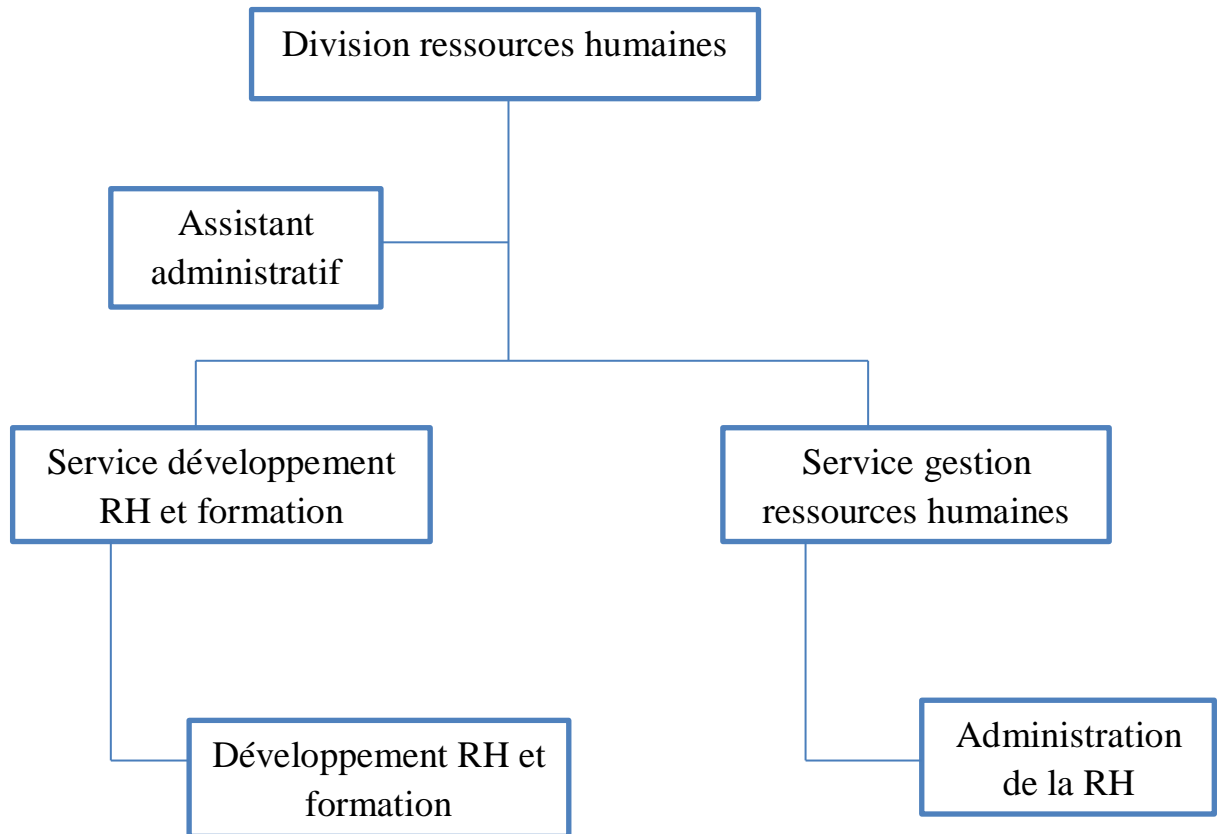 Division ressources humaines
Assistant
administratif
Service développement
RH et formation
Service gestion
ressources humaines
Développement RH et
formation
Administration
de la RH